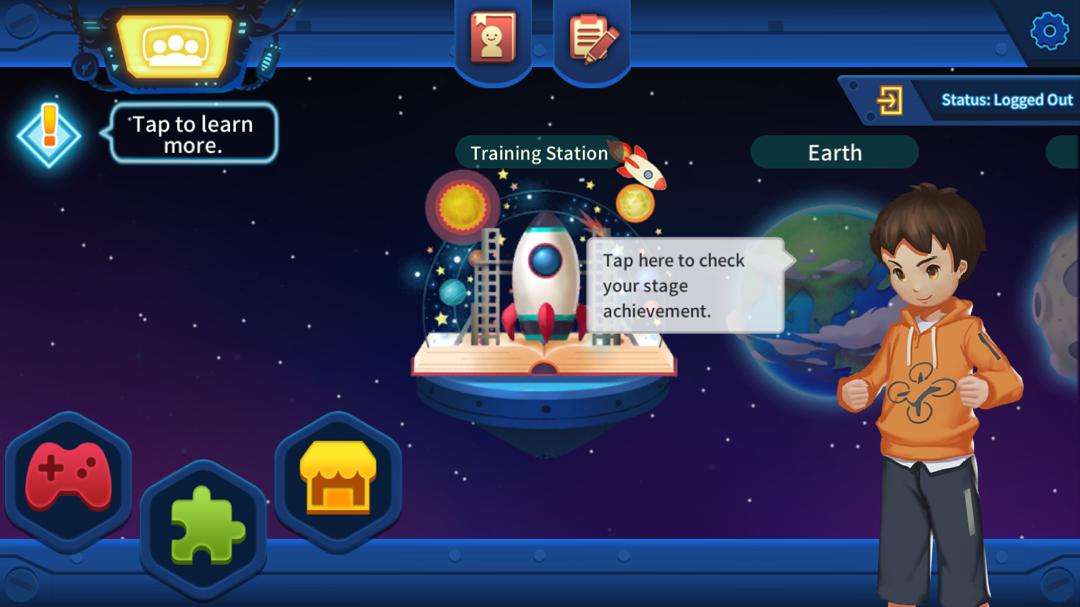 Status: Logged Out
Tap to learn
more.
Training Station
Earth
Tap here to check
your stage
achievement.